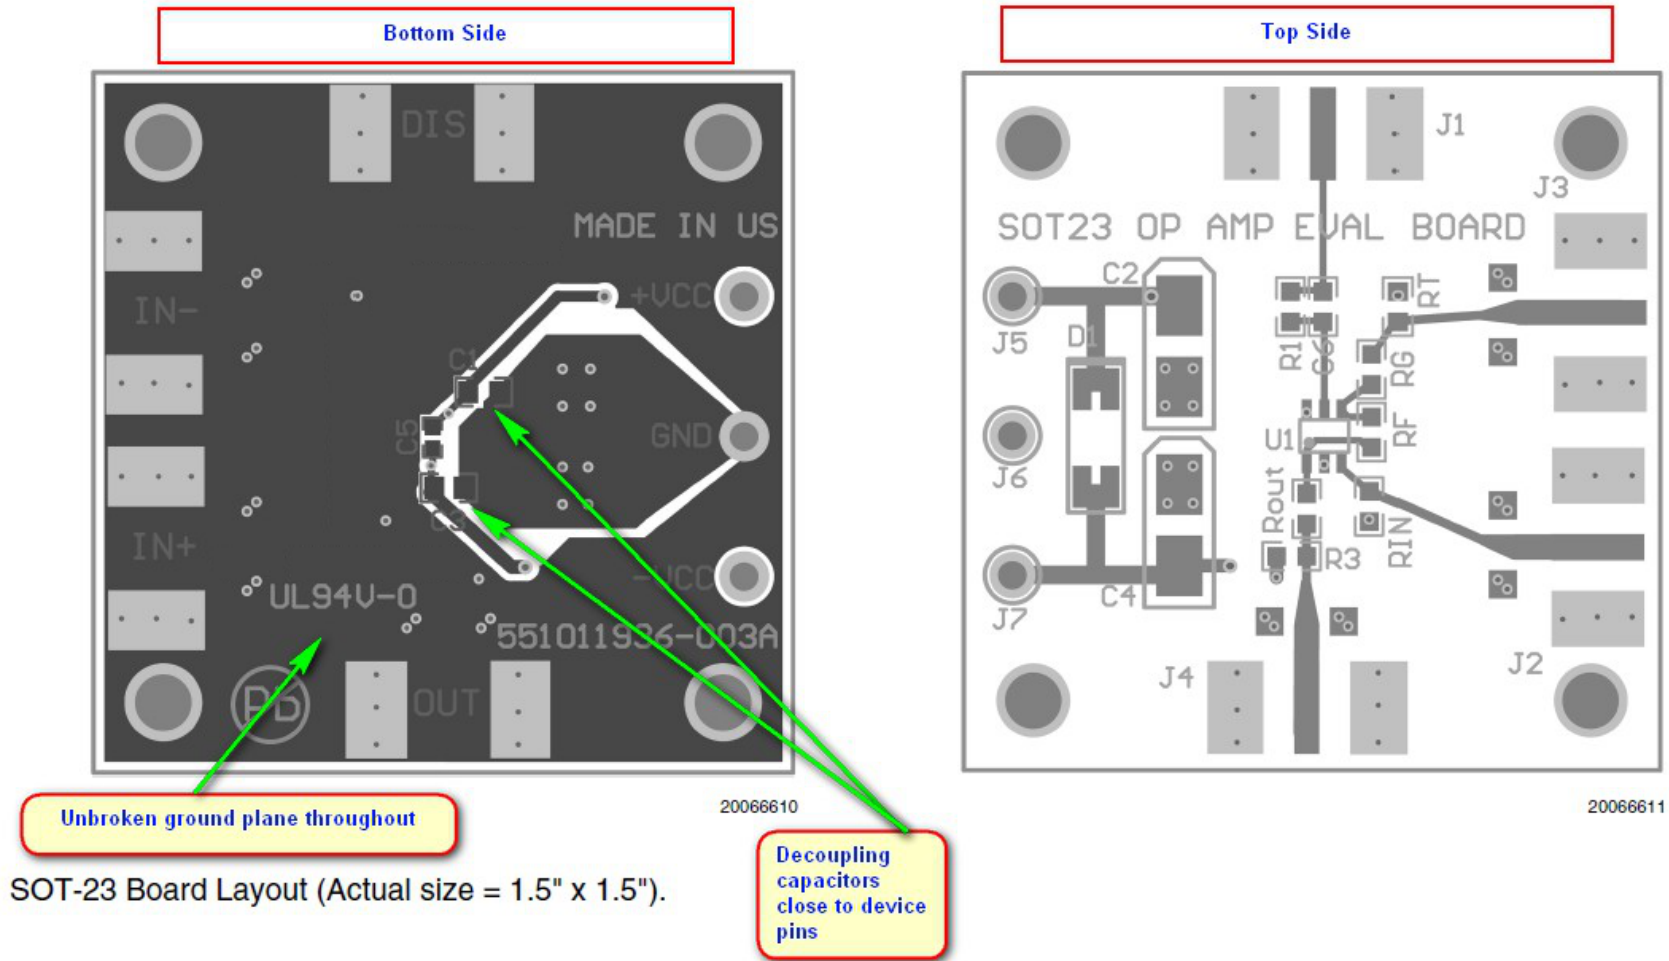 Bottom Side
DIS
MADE IN US
IN-
+VCC
C1
C5
GND
C3
IN+
-VCC
UL94V-0
551011936-003A
Pb
OUT
20066610
Unbroken ground plane throughout
Decoupling
capacitors
close to device
pins
SOT-23 Board Layout (Actual size = 1.5" x 1.5").
Top Side
J1
J3
SOT23 OP AMP EVAL BOARD
C2
RT
J5
D1
R1
C6
RG
U1
RF
J6
Rout
RIN
R3
J7
C4
J4
J2
20066611